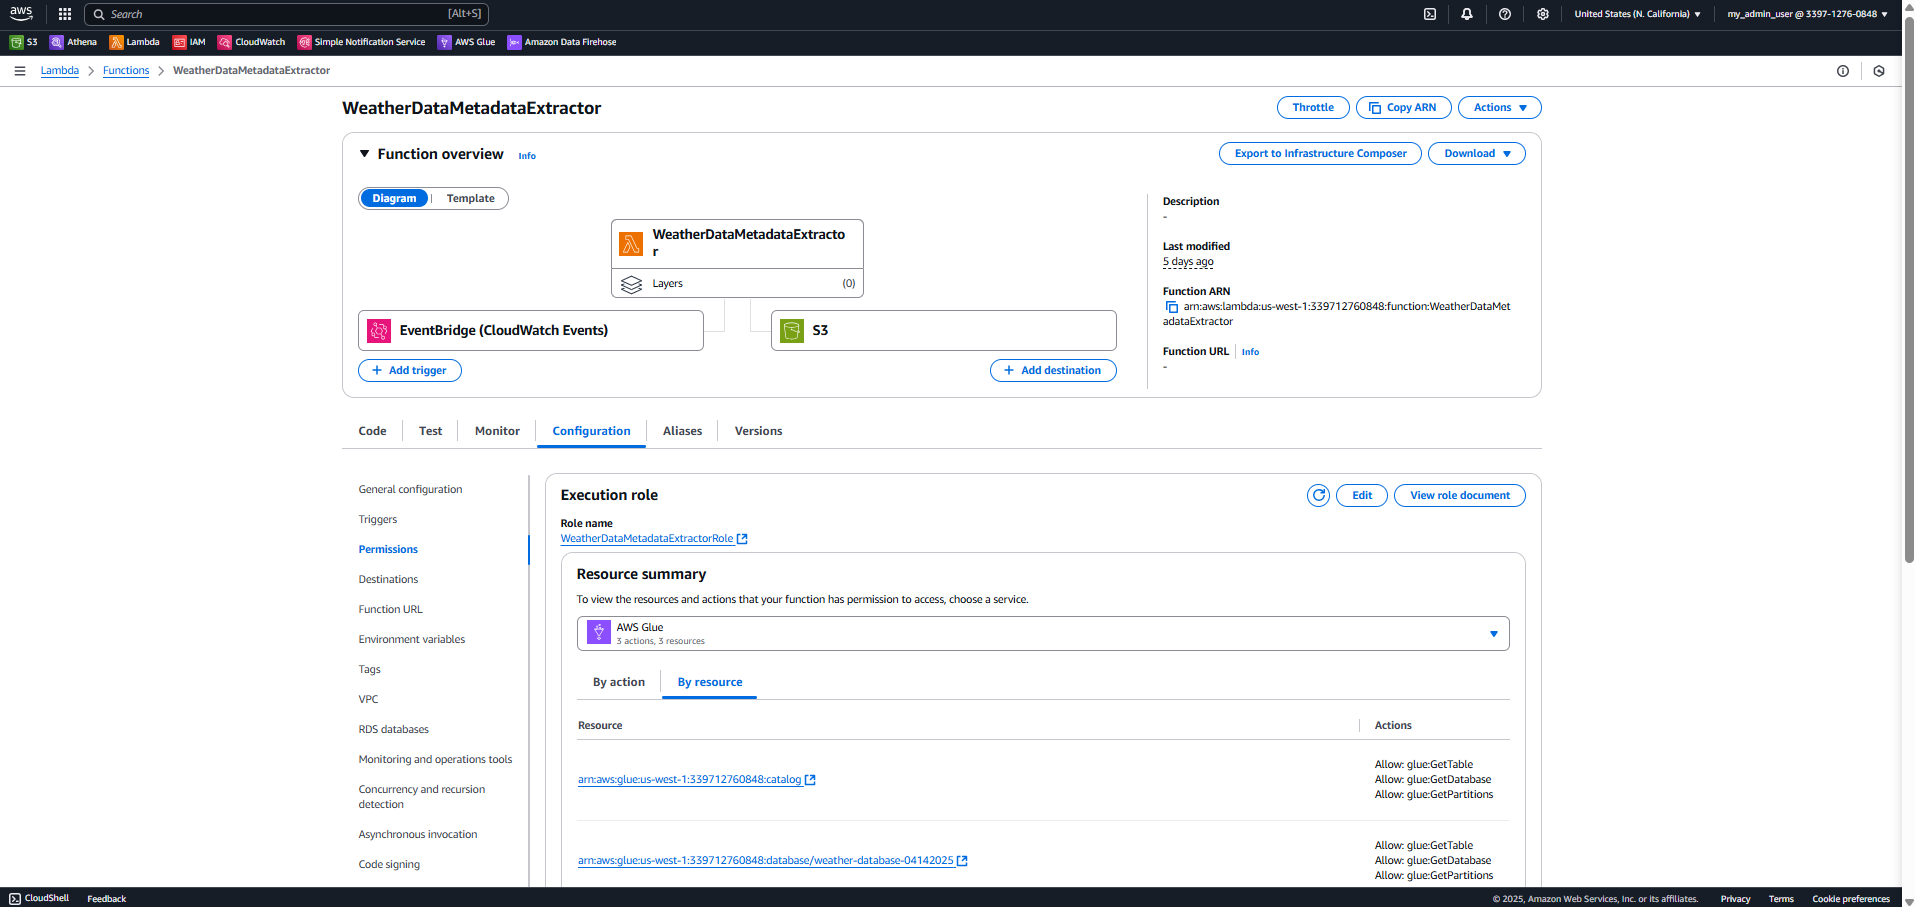 aws
Search [Alt+S]
United States (N. California)
my_admin_user @ 3397-1276-0848
S3 Athena Lambda IAM CloudWatch Simple Notification Service AWS Glue Amazon Data Firehose
Lambda Functions WeatherDataMetadataExtractor
WeatherDataMetadataExtractor
Throttle Copy ARN Actions
Function overview Info
Export to Infrastructure Composer Download
Diagram Template
WeatherDataMetadataExtracto
r
Layers (0)
EventBridge (CloudWatch Events)
S3
Add trigger
Add destination
Description
-
Last modified
5 days ago
Function ARN
arn:aws:lambda:us-west-1:339712760848:function:WeatherDataMet
adataExtractor
Function URL Info
-
Code Test Monitor Configuration Aliases Versions
General configuration
Triggers
Permissions
Destinations
Function URL
Environment variables
Tags
VPC
RDS databases
Monitoring and operations tools
Concurrency and recursion
detection
Asynchronous invocation
Code signing
Execution role
Edit View role document
Role name
WeatherDataMetadataExtractorRole
Resource summary
To view the resources and actions that your function has permission to access, choose a service.
AWS Glue
3 actions, 3 resources
By action By resource
Resource Actions
arn:aws:glue:us-west-1:339712760848:catalog
Allow: glue:GetTable
Allow: glue:GetDatabase
Allow: glue:GetPartitions
arn:aws:glue:us-west-1:339712760848:database/weather-database-04142025
Allow: glue:GetTable
Allow: glue:GetDatabase
Allow: glue:GetPartitions
CloudShell Feedback
© 2025, Amazon Web Services, Inc. or its affiliates. Privacy Terms Cookie preferences